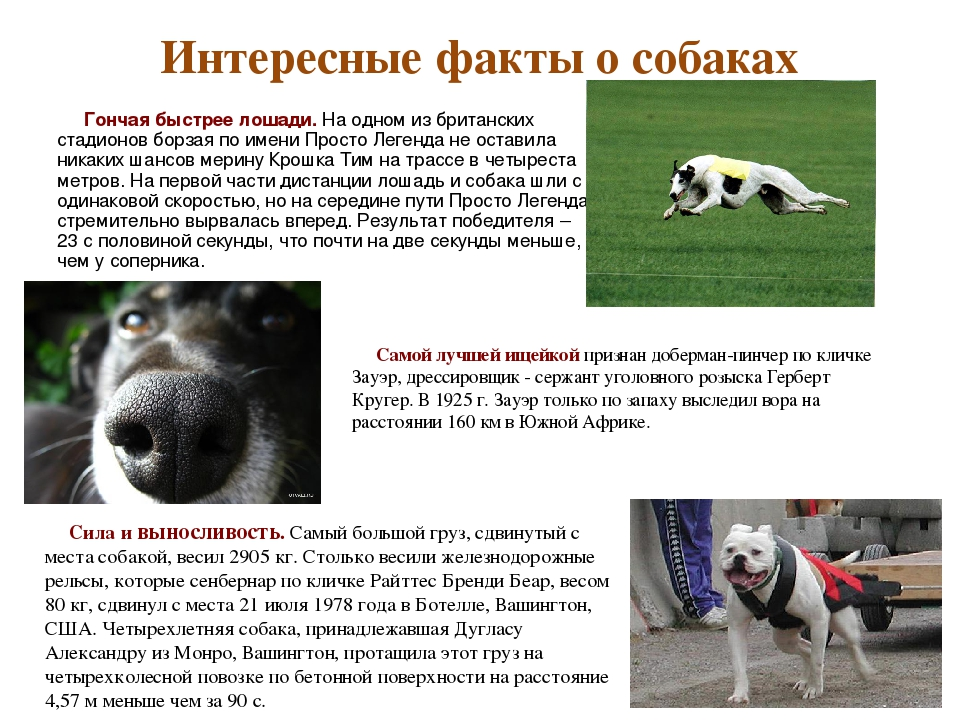 Интересные факты о собаках
Гончая быстрее лошади. На одном из британских
стадионов борзая по имени Просто Легенда не оставила
никаких шансов мерину Крошка Тим на трассе в четыреста
метров. На первой части дистанции лошадь и собака шли с
одинаковой скоростью, но на середине пути Просто Легенда
стремительно вырвалась вперед. Результат победителя –
23 с половиной секунды, что почти на две секунды меньше,
чем у соперника.
Самой лучшей ищейкой признан доберман-пинчер по кличке
Зауэр, дрессировщик - сержант уголовного розыска Герберт
Кругер. В 1925 г. Зауэр только по запаху выследил вора на
расстоянии 160 км в Южной Африке.
Сила и выносливость. Самый большой груз, сдвинутый с
места собакой, весил 2905 кг. Столько весили железнодорожные
рельсы, которые сенбернар по кличке Райттес Бренди Беар, весом
80 кг, сдвинул с места 21 июля 1978 года в Ботелле, Вашингтон,
США. Четырехлетняя собака, принадлежавшая Дугласу
Александру из Монро, Вашингтон, протащила этот груз на
четырехколесной повозке по бетонной поверхности на расстояние
4,57 м меньше чем за 90 с.